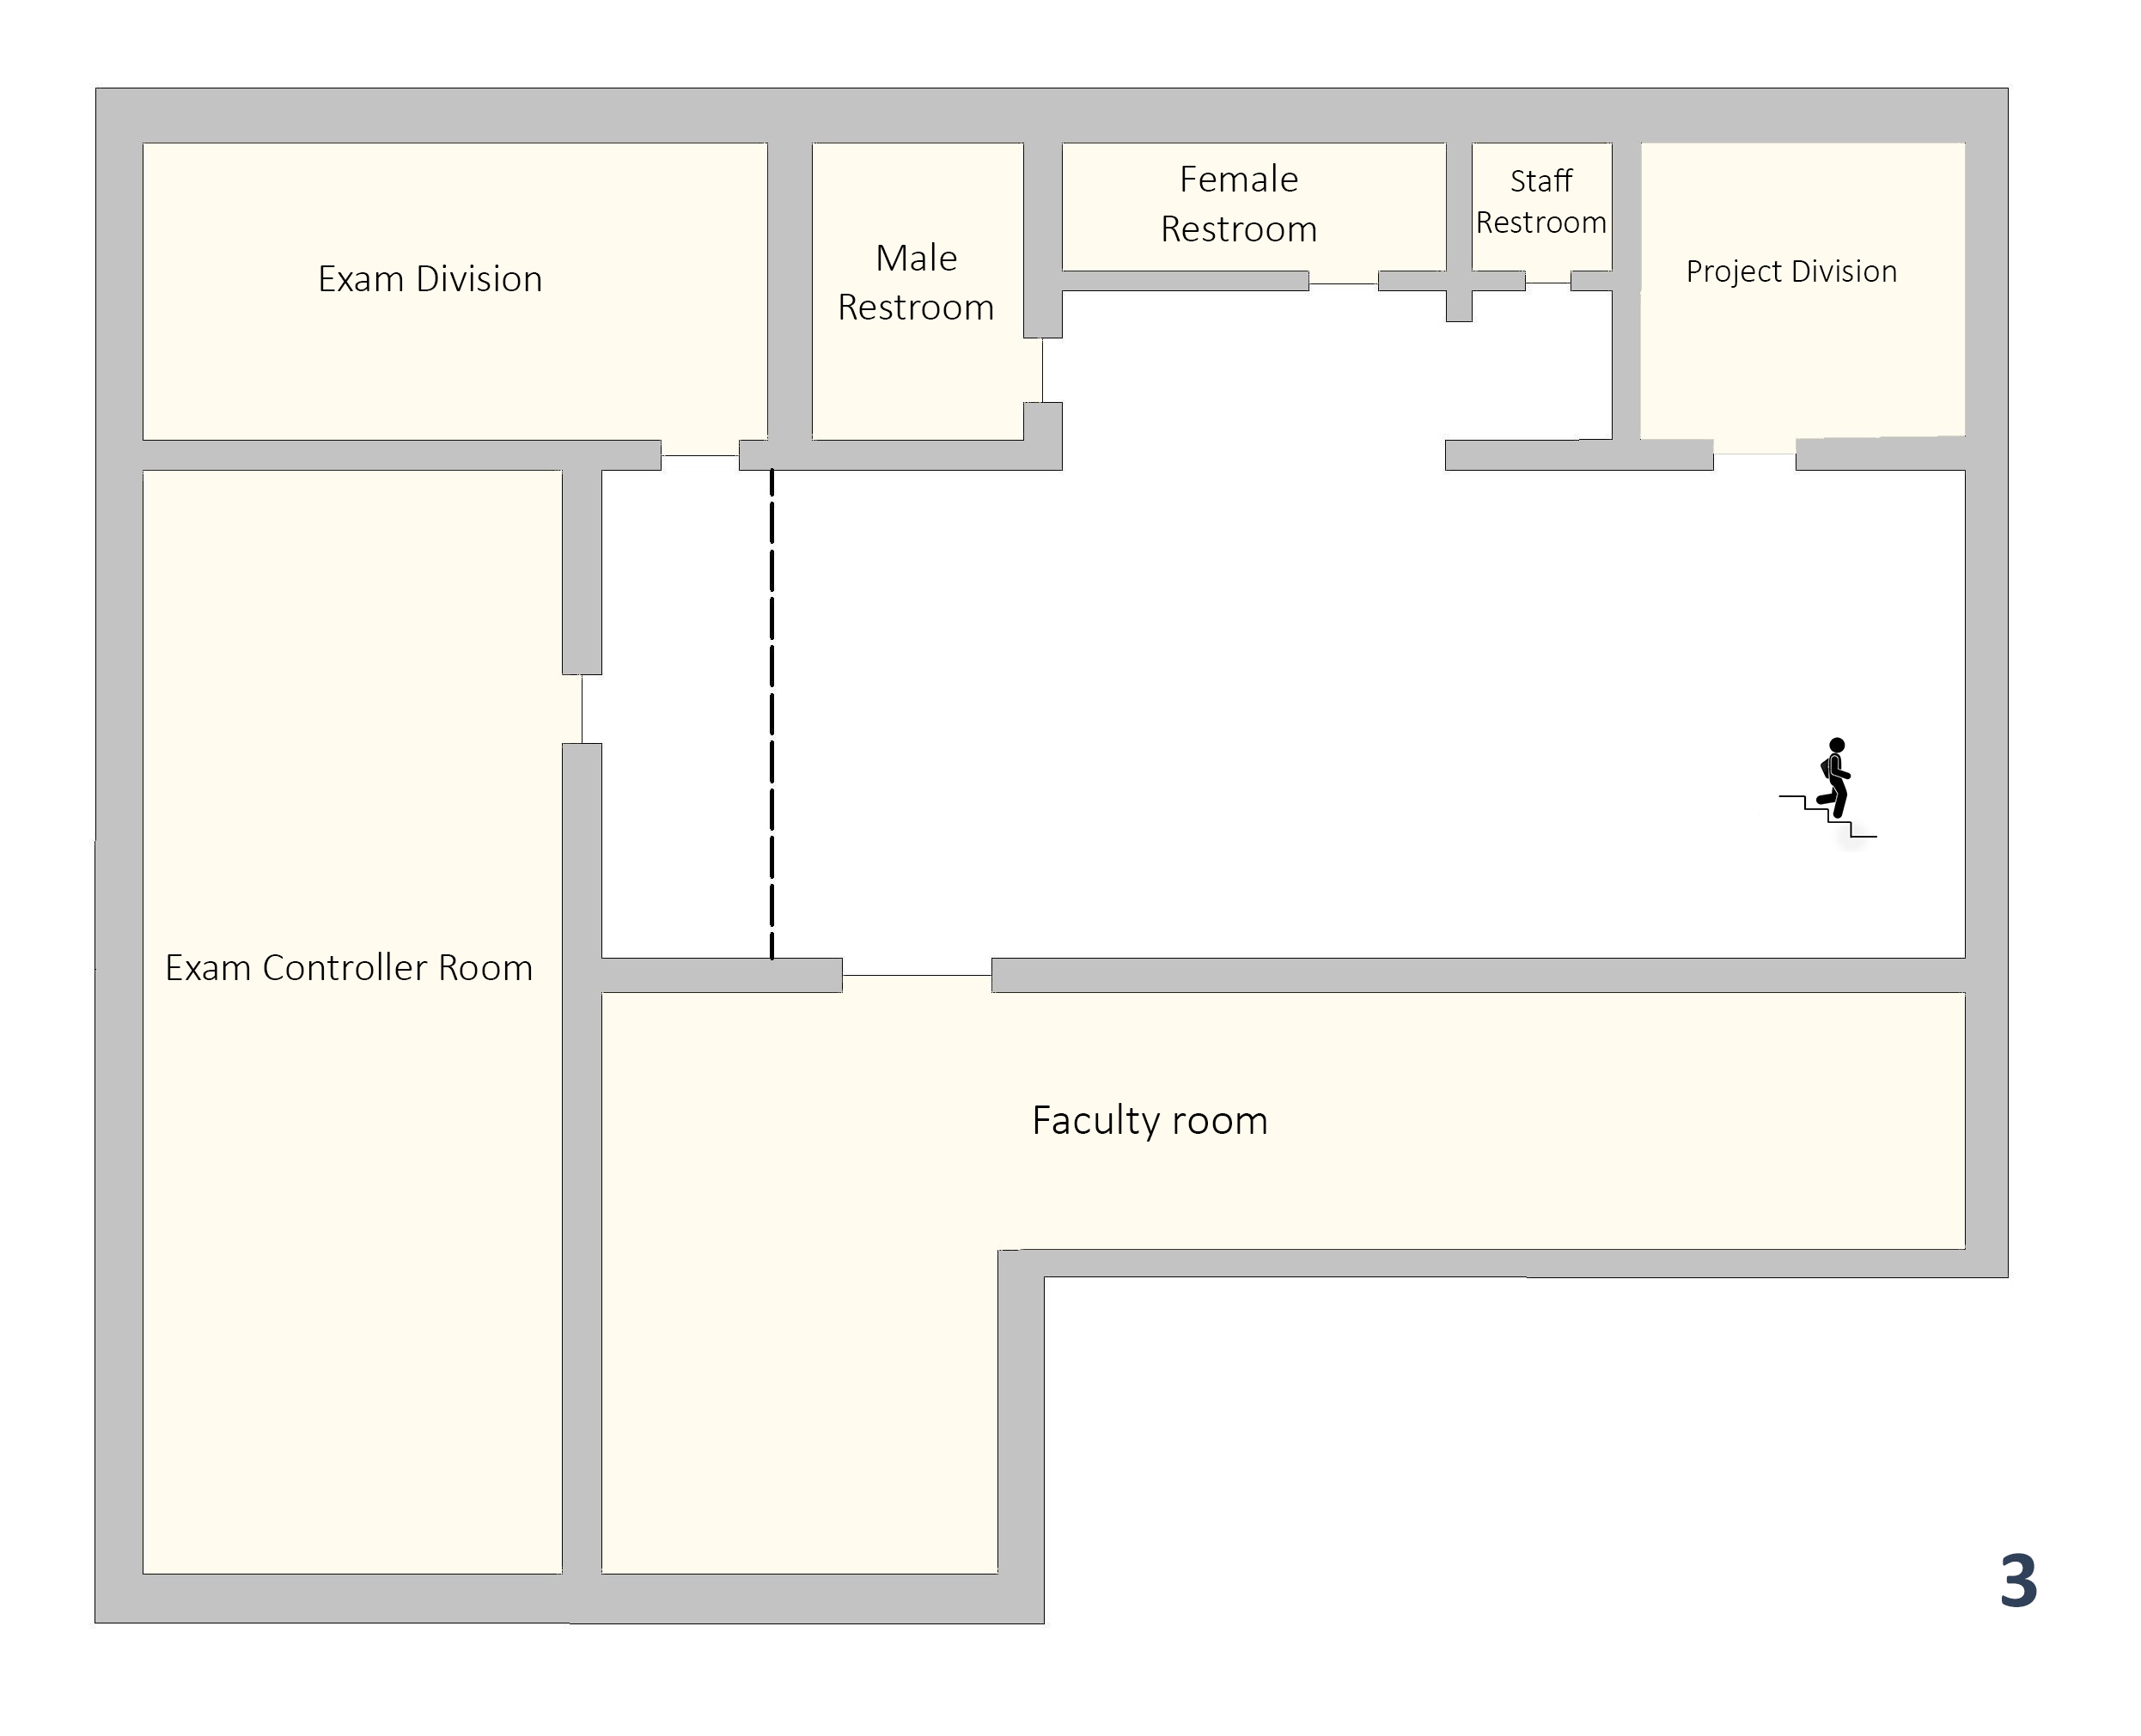 Exam Division
Male
Restroom
Female
Restroom
Staff
Restroom
Project Division
Exam Controller Room
Faculty room
3